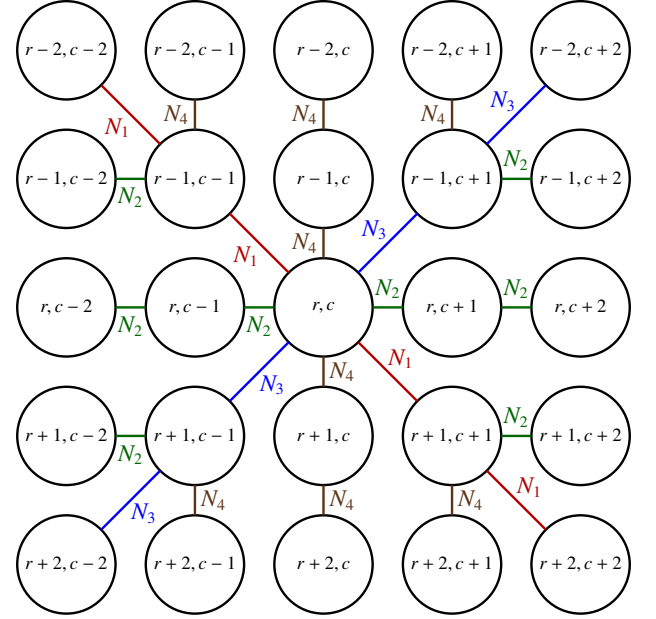 r − 2, c − 2 r − 2, c − 1 r − 2, c r − 2, c + 1 r − 2, c + 2
N₁ N₄ N₄ N₄ N₃
r − 1, c − 2 N₂ r − 1, c − 1 r − 1, c r − 1, c + 1 N₂ r − 1, c + 2
N₁ N₄ N₃
r, c − 2 N₂ r, c − 1 N₂ r, c N₂ r, c + 1 N₂ r, c + 2
N₃ N₄ N₁
r + 1, c − 2 N₂ r + 1, c − 1 r + 1, c r + 1, c + 1 N₂ r + 1, c + 2
N₃ N₄ N₄ N₄ N₁
r + 2, c − 2 r + 2, c − 1 r + 2, c r + 2, c + 1 r + 2, c + 2